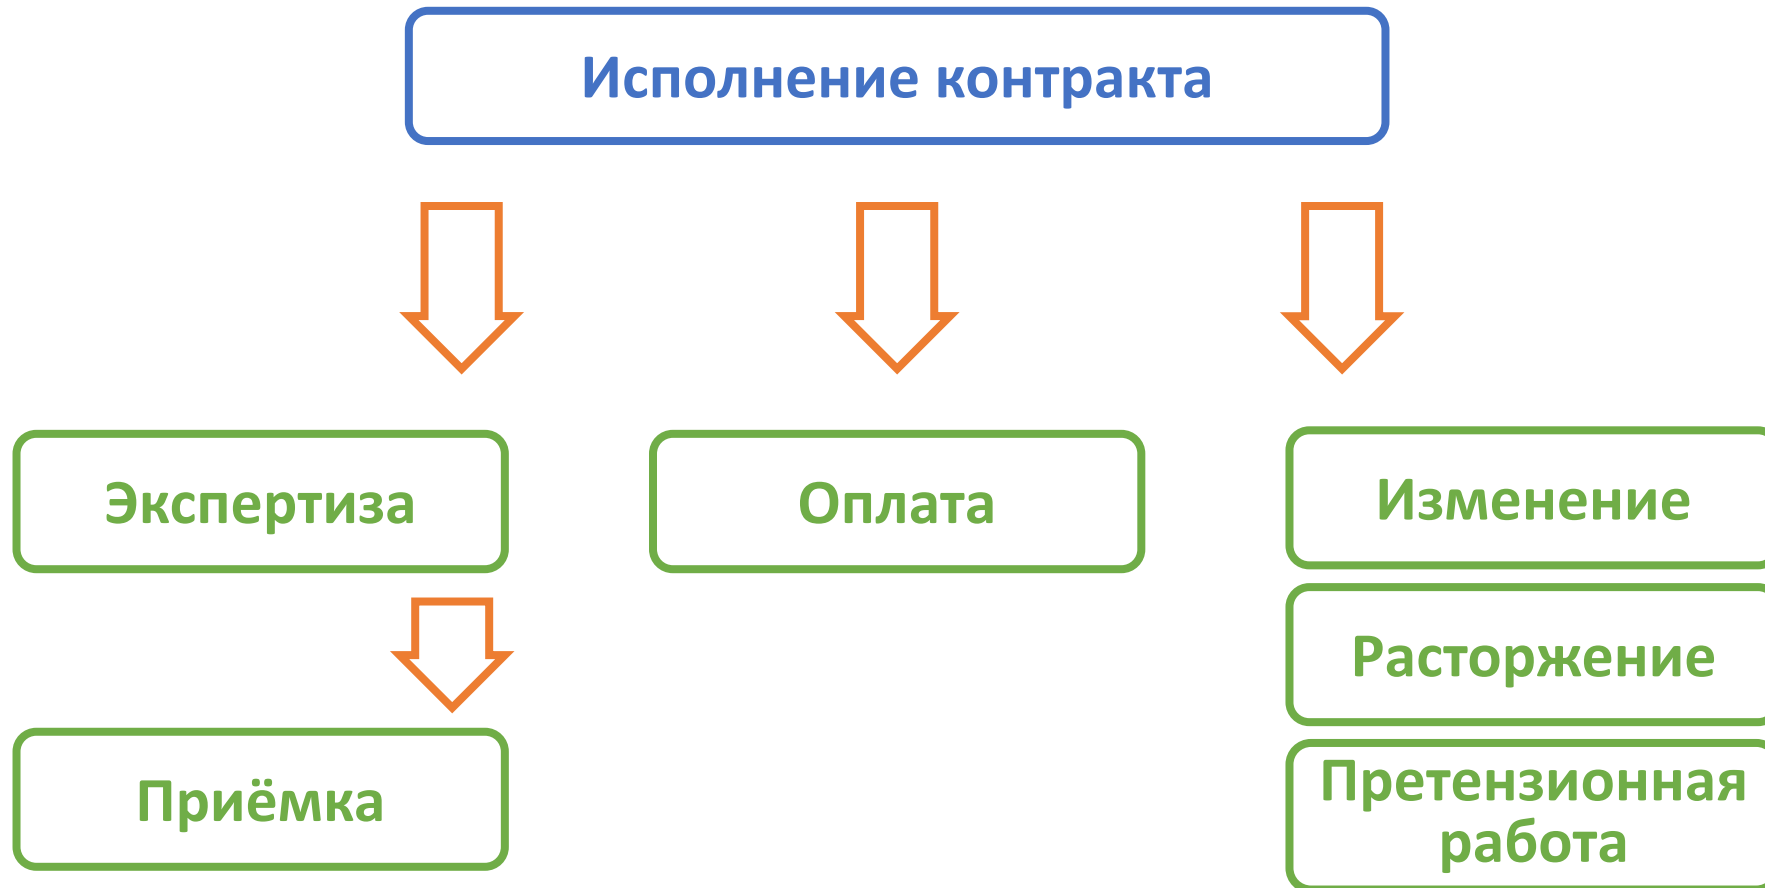 Исполнение контракта
Экспертиза
Оплата
Изменение
Расторжение
Приёмка
Претензионная
работа